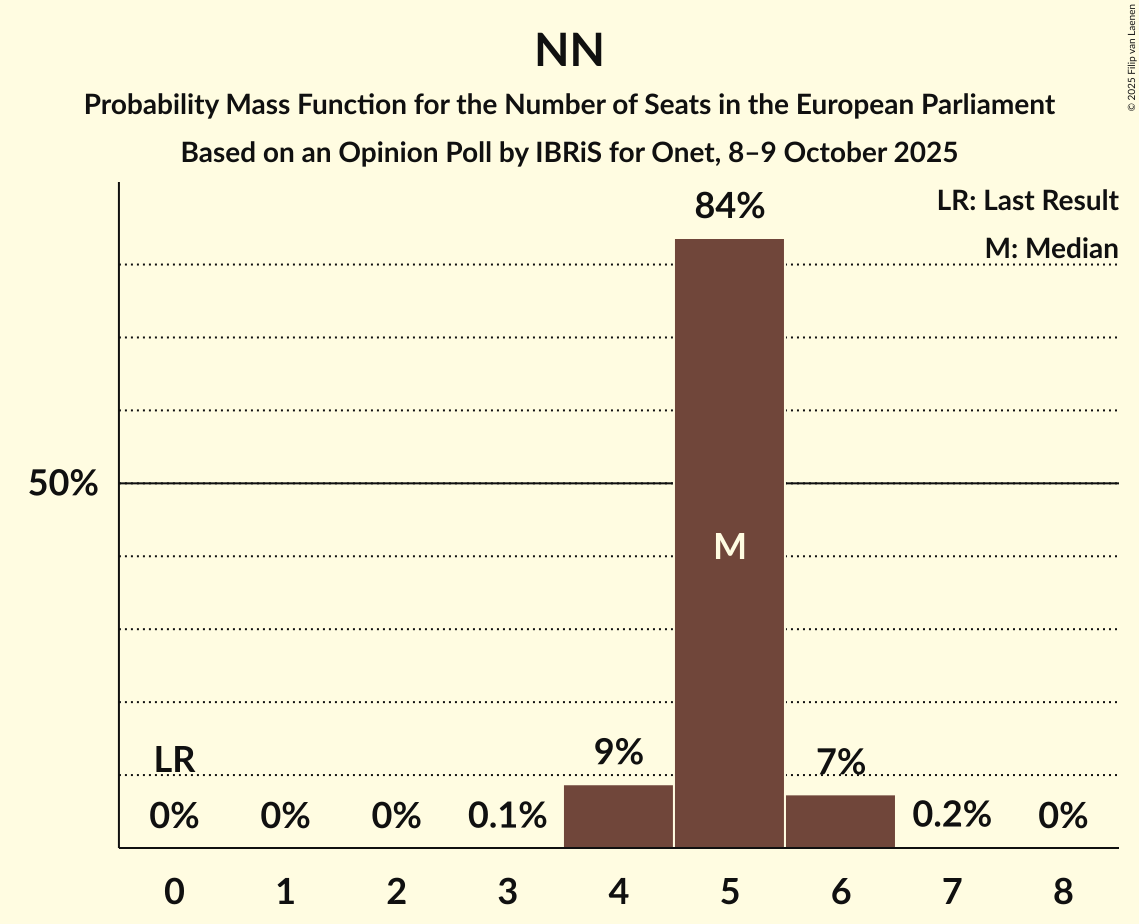 NN
Probability Mass Function for the Number of Seats in the European Parliament
Based on an Opinion Poll by IBRiS for Onet, 8–9 October 2025
© 2025 Filip van Laenen
LR: Last Result
M: Median
84%
50%
M
LR
9%
7%
0%
0%
0%
0.1%
0.2%
0%
0 1 2 3 4 5 6 7 8